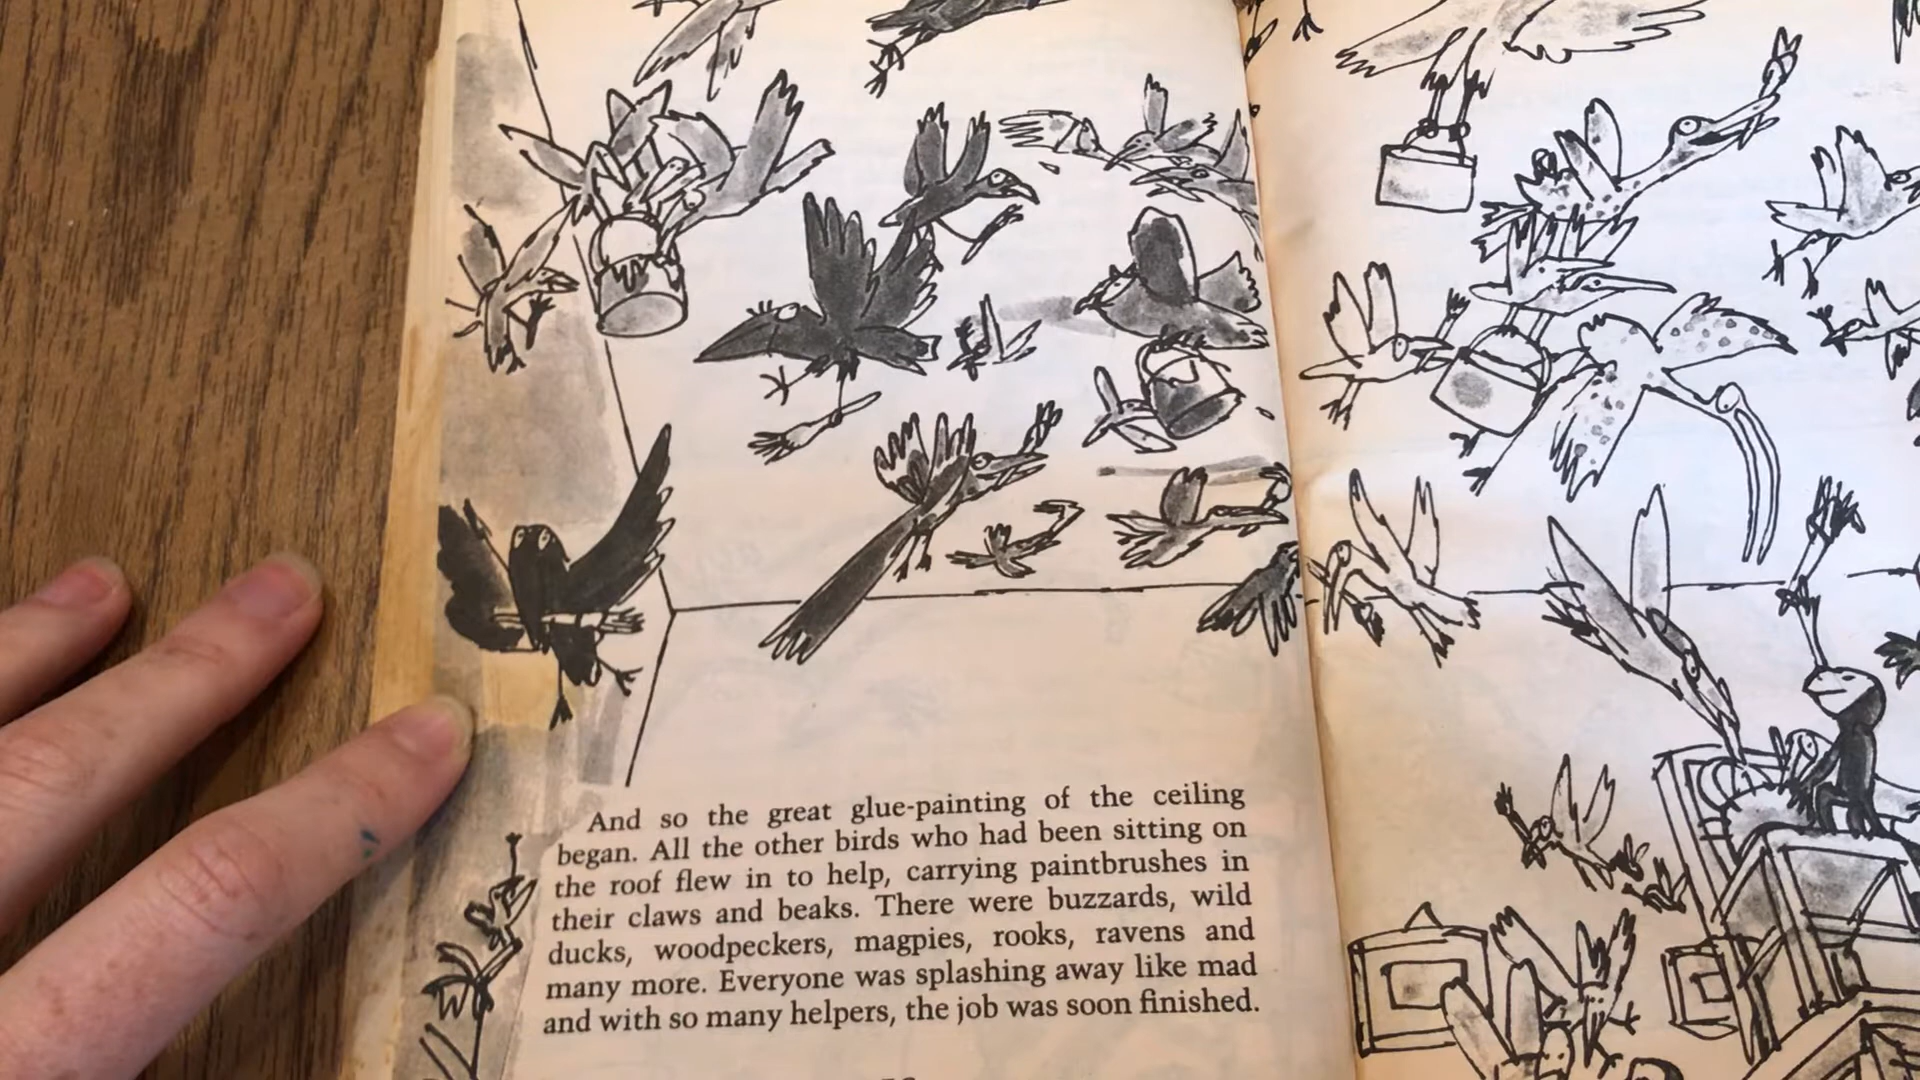 And so the great glue-painting of the ceiling
began. All the other birds who had been sitting on
the roof flew in to help, carrying paintbrushes in
their claws and beaks. There were buzzards, wild
ducks, woodpeckers, magpies, rooks, ravens and
many more. Everyone was splashing away like mad
and with so many helpers, the job was soon finished.